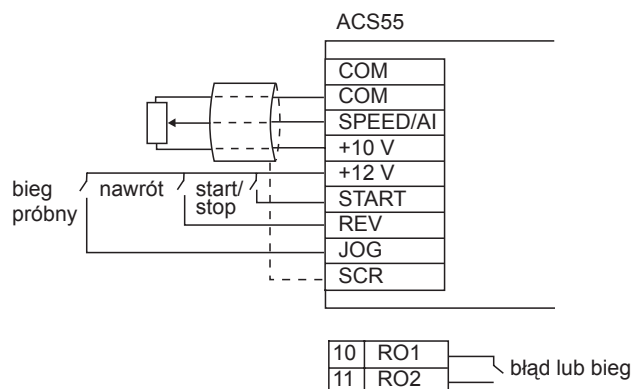 ACS55
COM
COM
SPEED/AI
+10 V
+12 V
START
REV
JOG
SCR
bieg
próbny
nawrót
start/
stop
10 RO1
11 RO2
błąd lub bieg